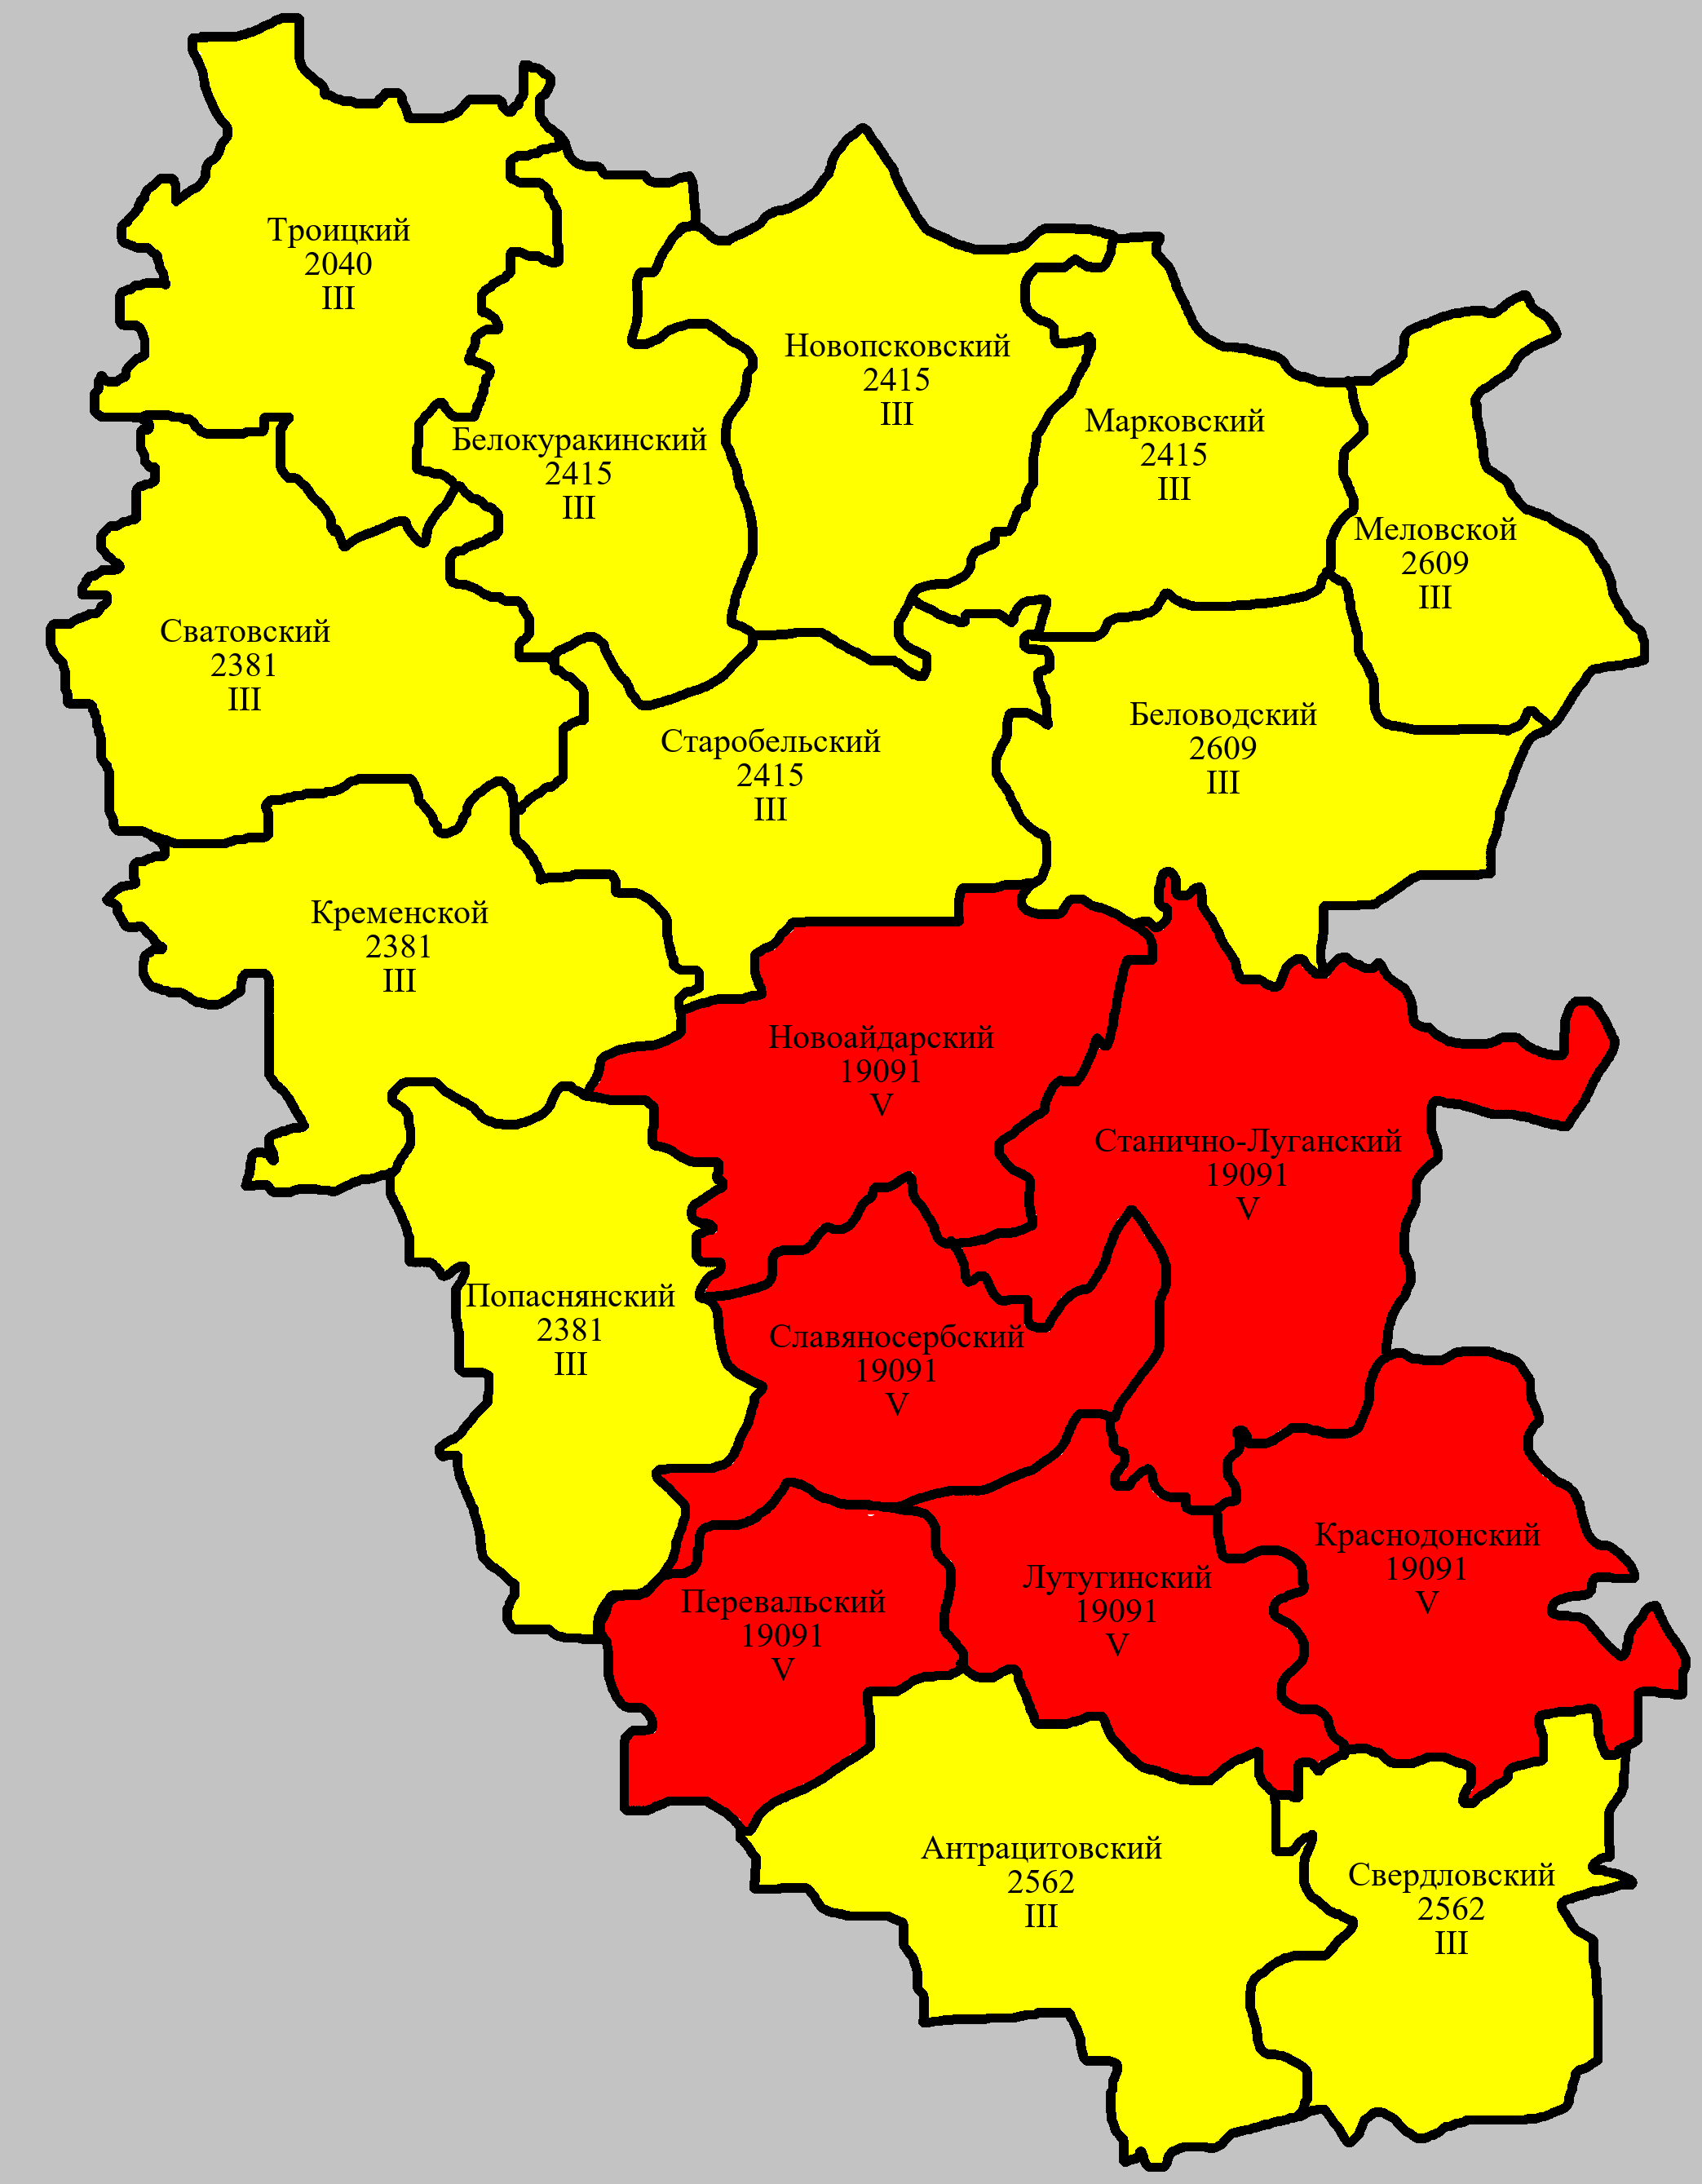 Троицкий
2040
III
Новопсковский
2415
III
Марковский
2415
III
Белокуракинский
2415
III
Меловской
2609
III
Сватовский
2381
III
Старобельский
2415
III
Беловодский
2609
III
Кременской
2381
III
Новоайдарский
19091
V
Станично-Луганский
19091
V
Попаснянский
2381
III
Славяносербский
19091
V
Краснодонский
19091
V
Лутугинский
19091
V
Перевальский
19091
V
Антрацитовский
2562
III
Свердловский
2562
III